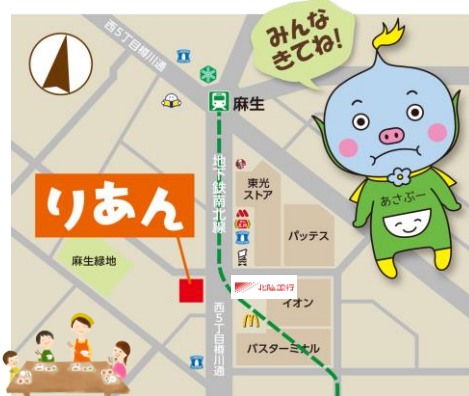 みんな
きてね!
西5丁目樽川通
麻生
地下鉄南北線
東光
ストア
あさぶー
りあん
パッテス
麻生緑地
北陸銀行
イオン
西5丁目樽川通
バスターミナル